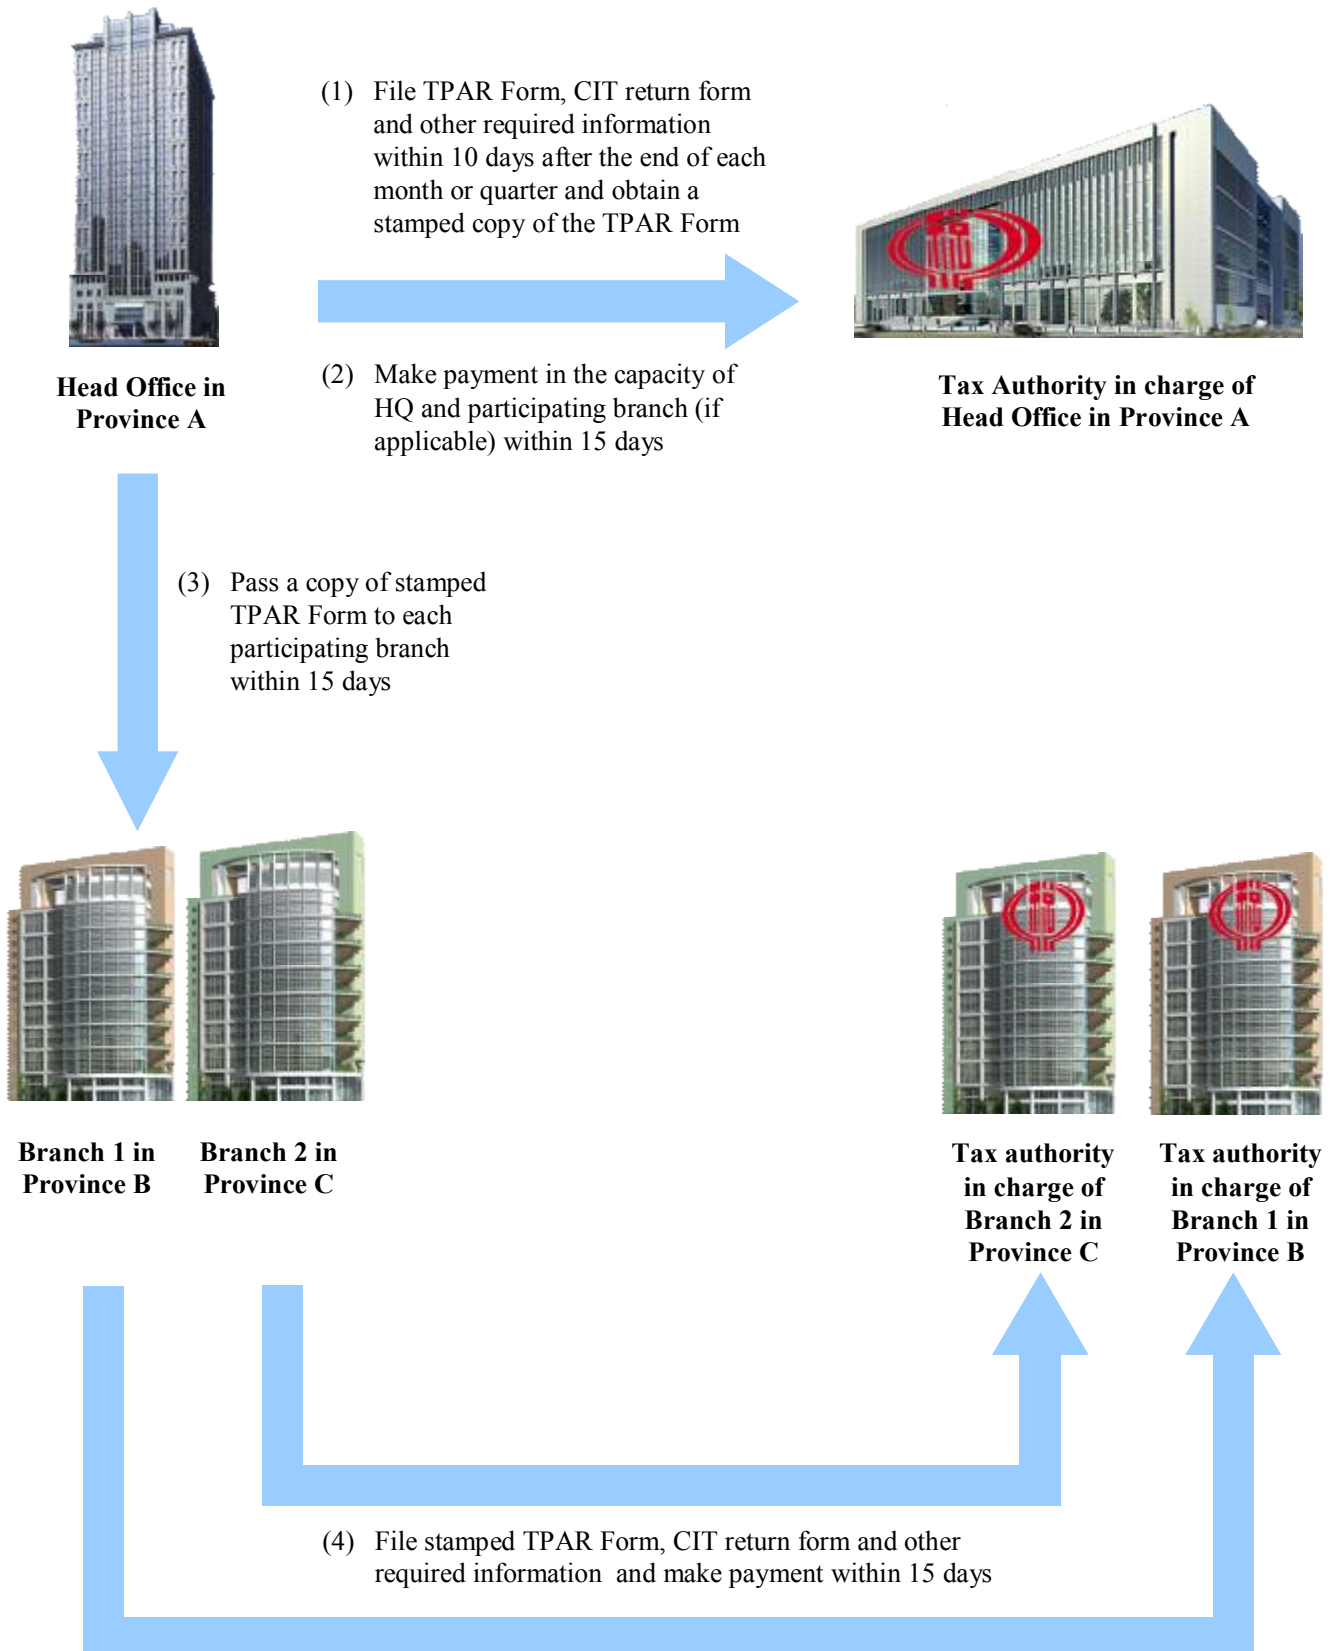 (1) File TPAR Form, CIT return form
and other required information
within 10 days after the end of each
month or quarter and obtain a
stamped copy of the TPAR Form
Head Office in
Province A
(2) Make payment in the capacity of
HQ and participating branch (if
applicable) within 15 days
Tax Authority in charge of
Head Office in Province A
(3) Pass a copy of stamped
TPAR Form to each
participating branch
within 15 days
Branch 1 in
Province B
Branch 2 in
Province C
Tax authority
in charge of
Branch 2 in
Province C
Tax authority
in charge of
Branch 1 in
Province B
(4) File stamped TPAR Form, CIT return form and other
required information and make payment within 15 days